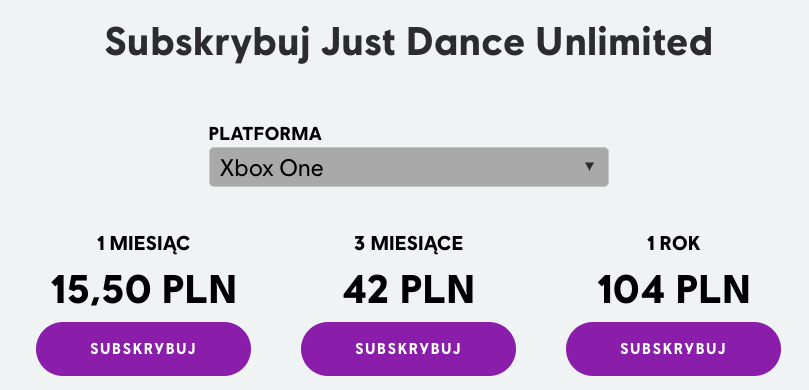 Subskrybuj Just Dance Unlimited
PLATFORMA
Xbox One
1 MIESIĄC
3 MIESIĄCE
1 ROK
15,50 PLN
42 PLN
104 PLN
SUBSKRYBUJ
SUBSKRYBUJ
SUBSKRYBUJ